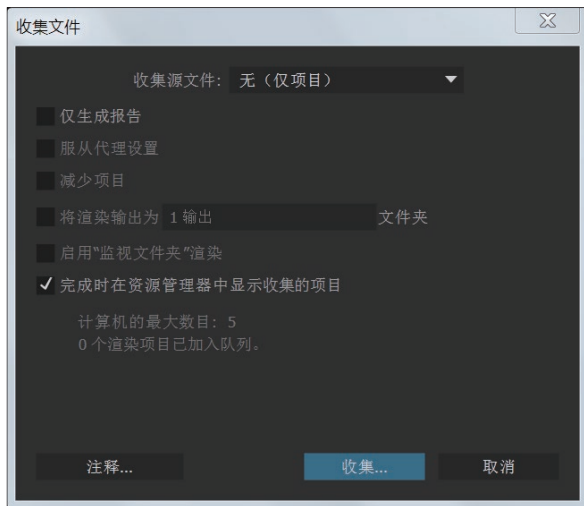 收集文件
收集源文件: 无（仅项目）
仅生成报告
服从代理设置
减少项目
将渲染输出为 1 输出 文件夹
启用“监视文件夹”渲染
完成时在资源管理器中显示收集的项目
计算机的最大数目: 5
0 个渲染项目已加入队列。
注释... 收集... 取消